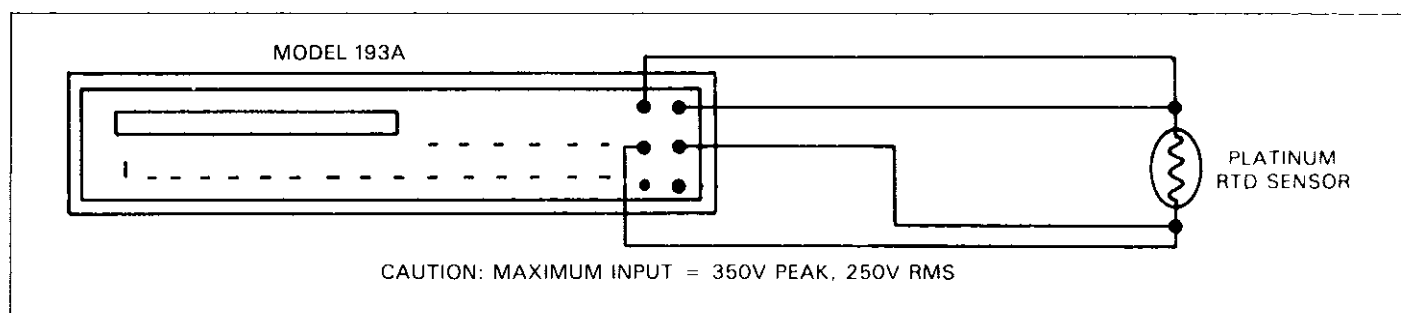 MODEL 193A
PLATINUM
RTD SENSOR
CAUTION: MAXIMUM INPUT = 350V PEAK, 250V RMS